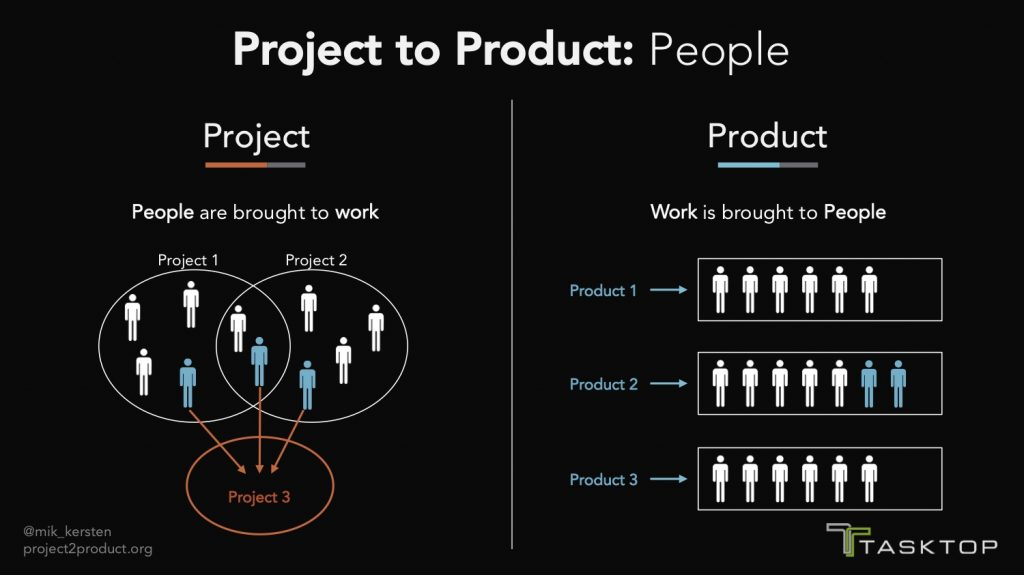 Project to Product: People
Project
People are brought to work
Project 1
Project 2
Project 3
Product
Work is brought to People
Product 1
Product 2
Product 3
@mik_kersten
project2product.org
TASKTOP